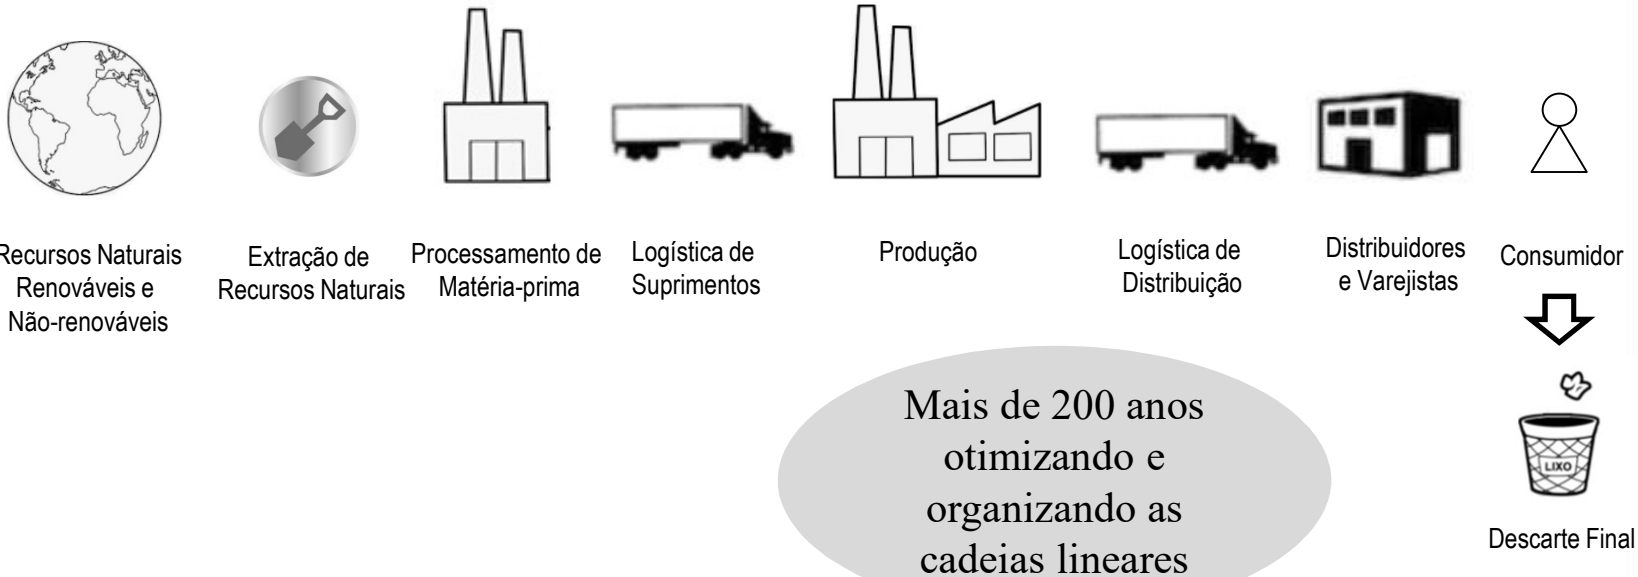 Recursos Naturais
Renováveis e
Não-renováveis
Extração de
Recursos Naturais
Processamento de
Matéria-prima
Logística de
Suprimentos
Produção
Logística de
Distribuição
Distribuidores
e Varejistas
Consumidor
LIXO
Descarte Final
Mais de 200 anos
otimizando e
organizando as
cadeias lineares